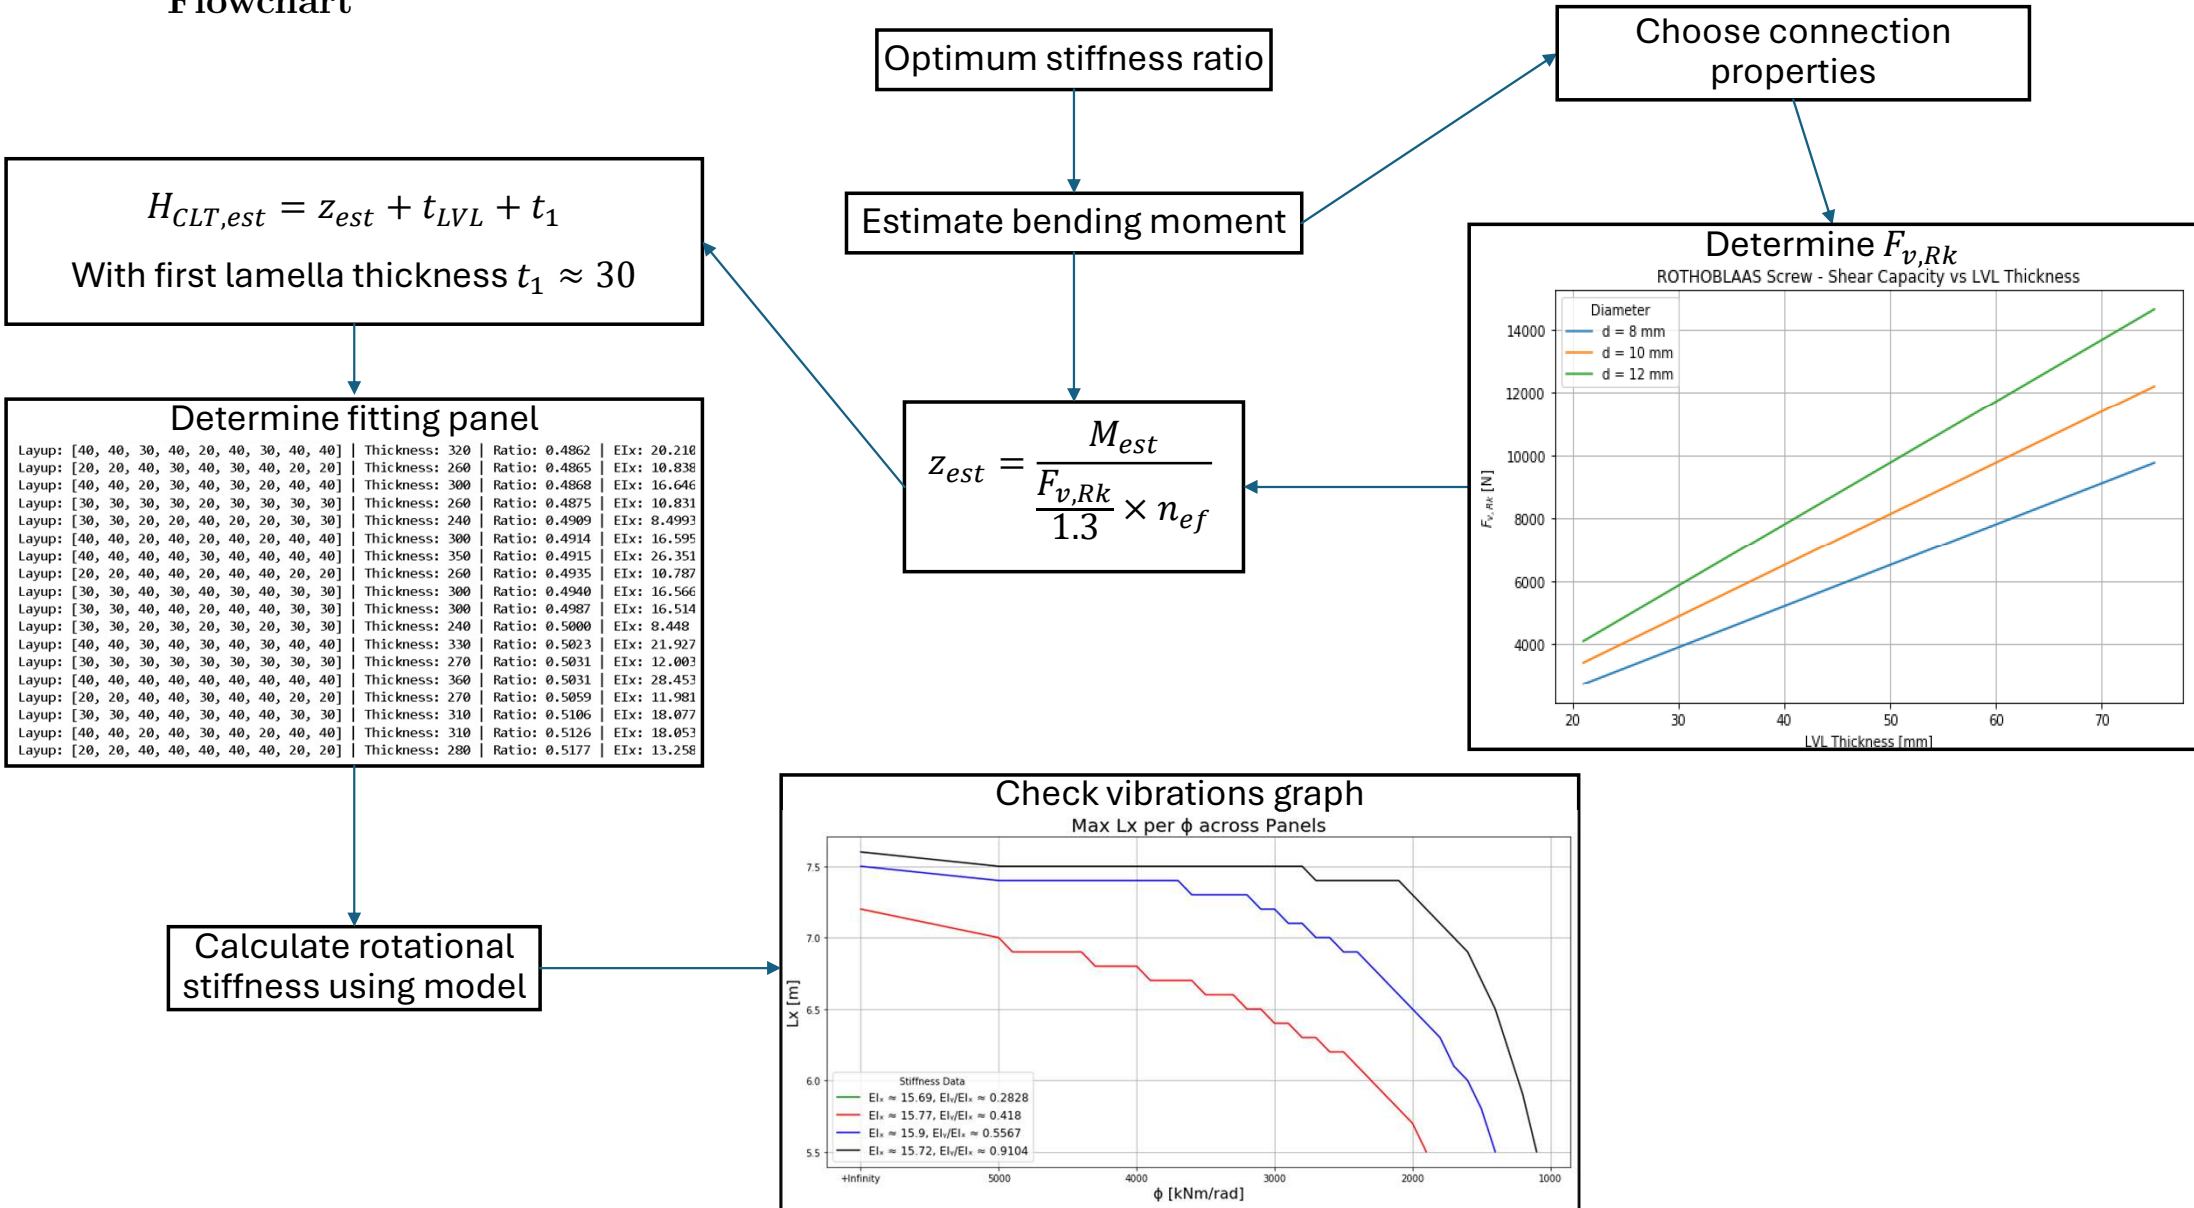 Flowchart
Optimum stiffness ratio
Choose connection
properties
Estimate bending moment
H_{CLT,est} = z_{est} + t_{LVL} + t_1
With first lamella thickness t_1 ≈ 30
Determine F_{v,Rk}
ROTHOBLAAS Screw - Shear Capacity vs LVL Thickness
Diameter
d = 8 mm
d = 10 mm
d = 12 mm
14000
12000
10000
8000
6000
4000
F_{v,Rk} [N]
20 30 40 50 60 70
LVL Thickness [mm]
z_{est} = \frac{M_{est}}{\frac{F_{v,Rk}}{1.3} × n_{ef}}
Determine fitting panel
Layup: [40, 40, 30, 40, 20, 40, 30, 40, 40] | Thickness: 320 | Ratio: 0.4862 | EIx: 20.210
Layup: [20, 20, 40, 30, 40, 30, 40, 20, 20] | Thickness: 260 | Ratio: 0.4865 | EIx: 10.838
Layup: [40, 40, 20, 30, 40, 30, 20, 40, 40] | Thickness: 300 | Ratio: 0.4868 | EIx: 16.646
Layup: [30, 30, 30, 30, 20, 30, 30, 30, 30] | Thickness: 260 | Ratio: 0.4875 | EIx: 10.831
Layup: [30, 30, 20, 20, 40, 20, 20, 30, 30] | Thickness: 240 | Ratio: 0.4909 | EIx: 8.4993
Layup: [40, 40, 20, 40, 20, 40, 20, 40, 40] | Thickness: 300 | Ratio: 0.4914 | EIx: 16.595
Layup: [40, 40, 40, 40, 30, 40, 40, 40, 40] | Thickness: 350 | Ratio: 0.4915 | EIx: 26.351
Layup: [20, 20, 40, 40, 20, 40, 40, 20, 20] | Thickness: 260 | Ratio: 0.4935 | EIx: 10.787
Layup: [30, 30, 40, 30, 40, 30, 40, 30, 30] | Thickness: 300 | Ratio: 0.4940 | EIx: 16.566
Layup: [30, 30, 40, 40, 20, 40, 40, 30, 30] | Thickness: 300 | Ratio: 0.4987 | EIx: 16.514
Layup: [30, 30, 20, 30, 20, 30, 20, 30, 30] | Thickness: 240 | Ratio: 0.5000 | EIx: 8.448
Layup: [40, 40, 30, 40, 30, 40, 30, 40, 40] | Thickness: 330 | Ratio: 0.5023 | EIx: 21.927
Layup: [30, 30, 30, 30, 30, 30, 30, 30, 30] | Thickness: 270 | Ratio: 0.5031 | EIx: 12.003
Layup: [40, 40, 40, 40, 40, 40, 40, 40, 40] | Thickness: 360 | Ratio: 0.5031 | EIx: 28.453
Layup: [20, 20, 40, 40, 30, 40, 40, 20, 20] | Thickness: 270 | Ratio: 0.5059 | EIx: 11.981
Layup: [30, 30, 40, 40, 30, 40, 40, 30, 30] | Thickness: 310 | Ratio: 0.5106 | EIx: 18.077
Layup: [40, 40, 20, 40, 30, 40, 20, 40, 40] | Thickness: 310 | Ratio: 0.5126 | EIx: 18.053
Layup: [20, 20, 40, 40, 40, 40, 40, 20, 20] | Thickness: 280 | Ratio: 0.5177 | EIx: 13.258
Calculate rotational
stiffness using model
Check vibrations graph
Max Lx per ϕ across Panels
7.5
7.0
6.5
6.0
5.5
Lx [m]
Stiffness Data
EIₓ ≈ 15.69, EIᵧ/EIₓ ≈ 0.2828
EIₓ ≈ 15.77, EIᵧ/EIₓ ≈ 0.418
EIₓ ≈ 15.9, EIᵧ/EIₓ ≈ 0.5567
EIₓ ≈ 15.72, EIᵧ/EIₓ ≈ 0.9104
+Infinity 5000 4000 3000 2000 1000
ϕ [kNm/rad]